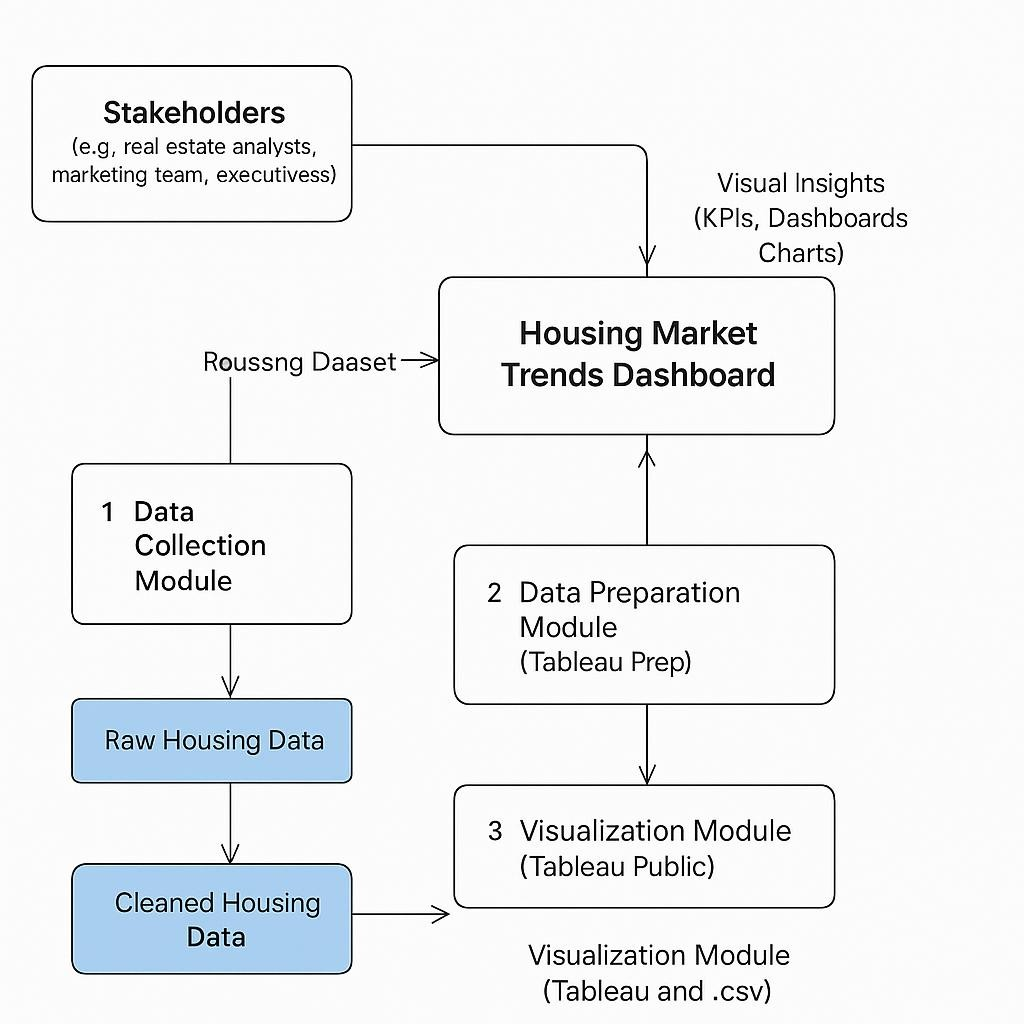 Stakeholders
(e.g, real estate analysts,
marketing team, executivess)
Visual Insights
(KPIs, Dashboards
Charts)
Housing Market
Trends Dashboard
Roussng Daaset
1 Data
Collection
Module
2 Data Preparation
Module
(Tableau Prep)
Raw Housing Data
3 Visualization Module
(Tableau Public)
Cleaned Housing
Data
Visualization Module
(Tableau and .csv)